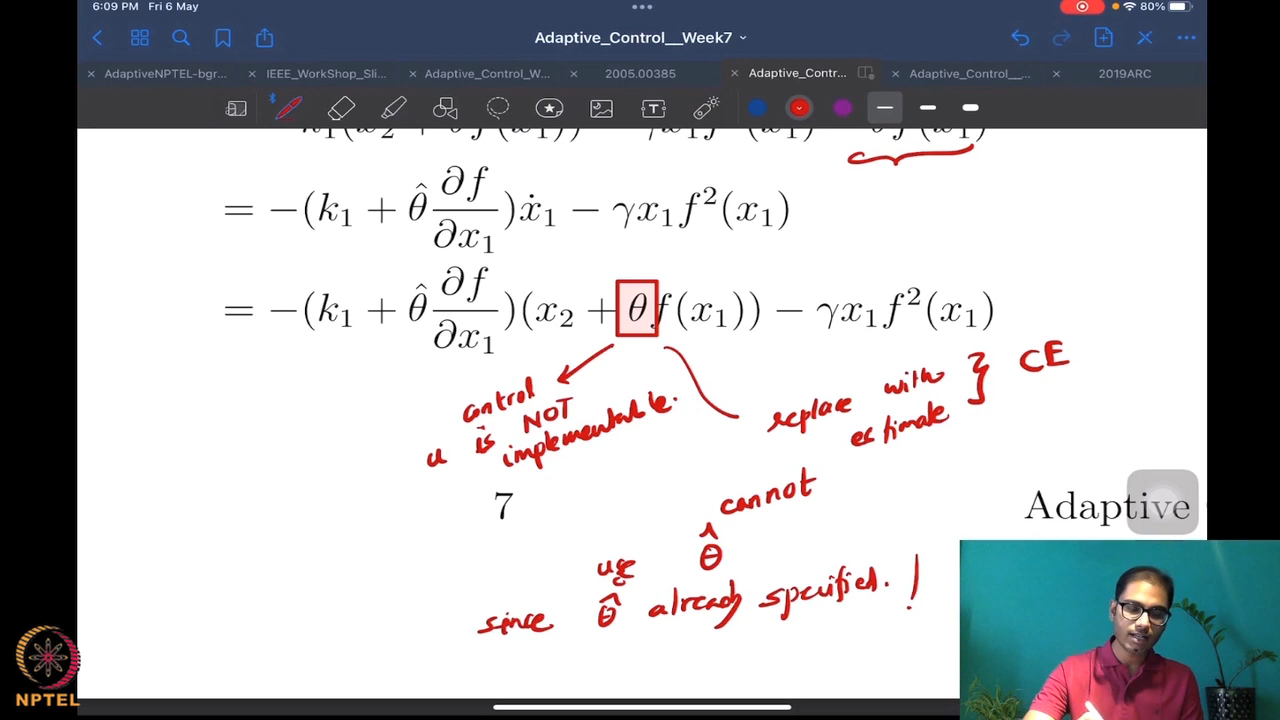 6:09 PM Fri 6 May
80%
Adaptive_Control__Week7
AdaptiveNPTEL-bgr...
IEEE_WorkShop_Sli...
Adaptive_Control_W...
2005.00385
Adaptive_Contr...
Adaptive_Control__...
2019ARC
= −(k₁ + θ̂ ∂f/∂x₁)ẋ₁ − γx₁f²(x₁)
= −(k₁ + θ̂ ∂f/∂x₁)(x₂ + θf(x₁)) − γx₁f²(x₁)
control
u is NOT
implementable.
replace with
estimate } CE
7
cannot
Adaptive
use θ̂
since θ̂ already specified. !
NPTEL